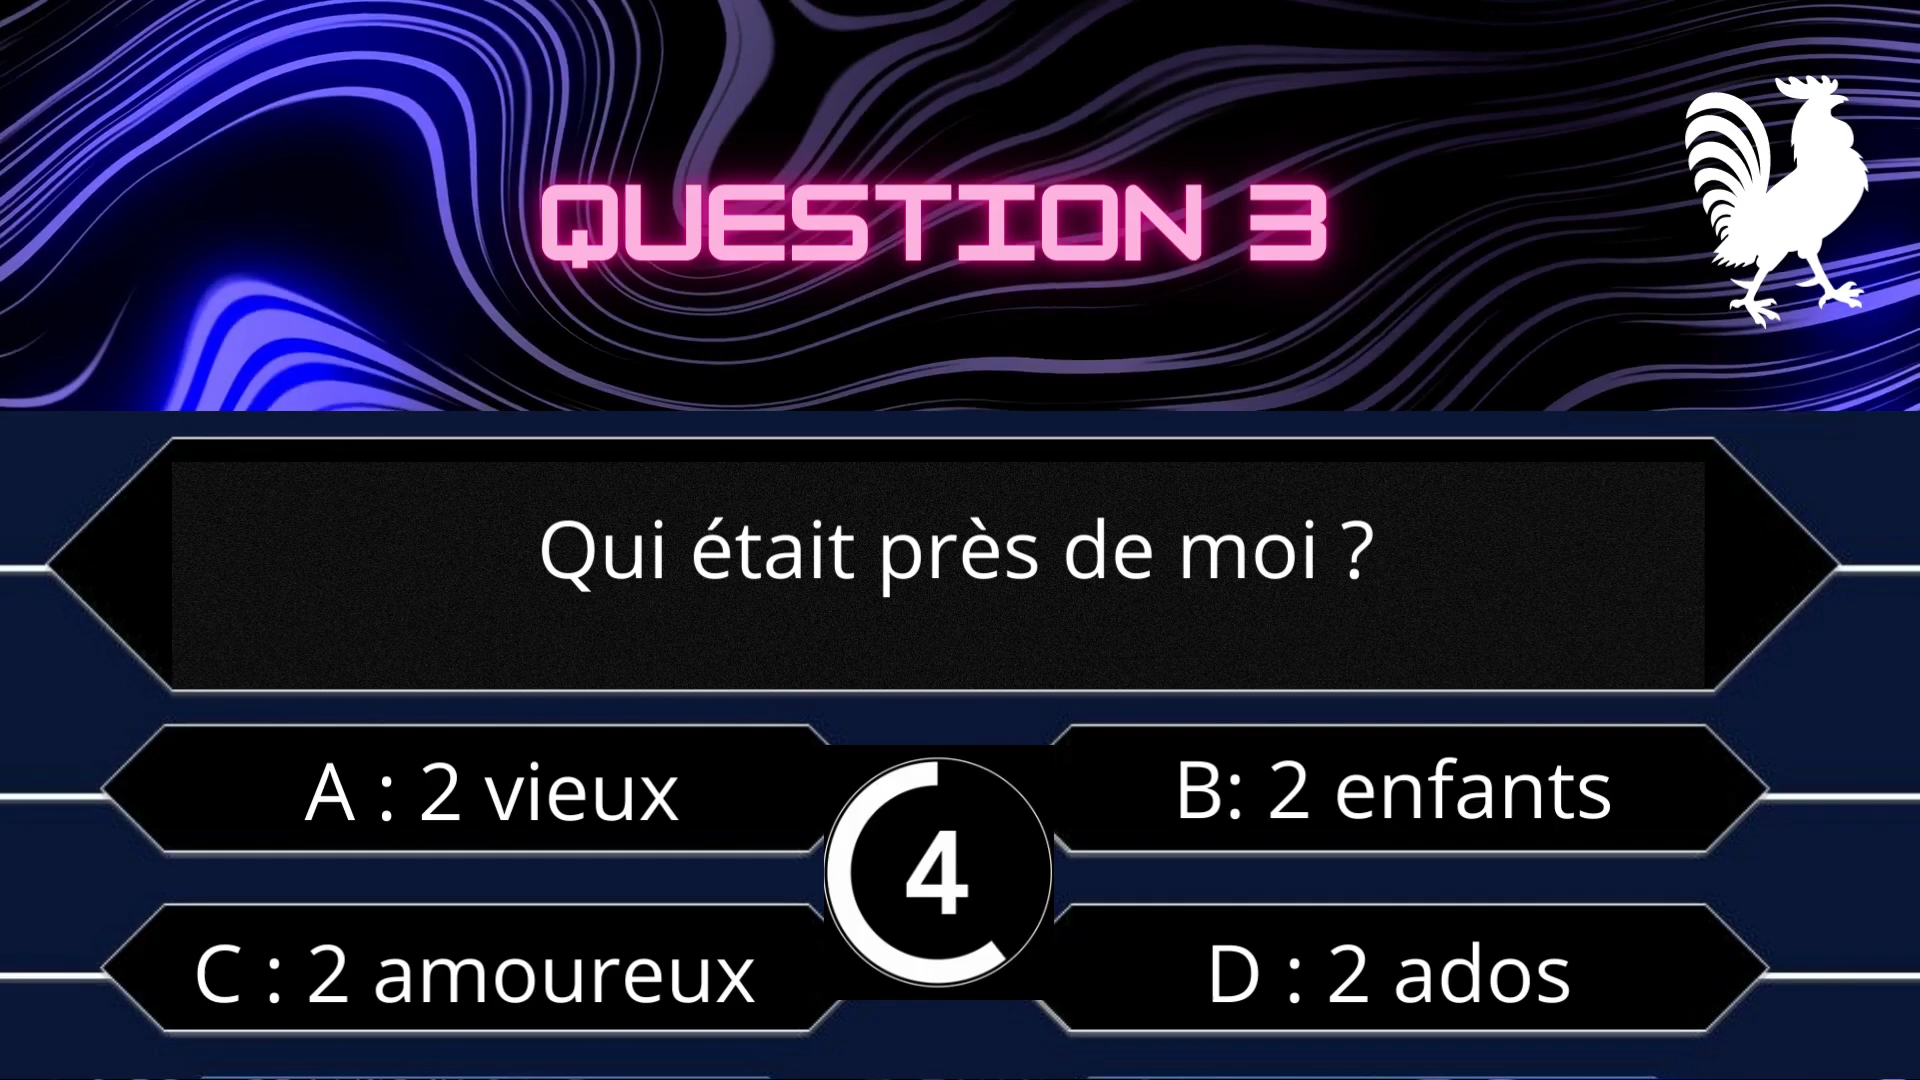 QUESTION 3
Qui était près de moi ?
A : 2 vieux
B: 2 enfants
4
C : 2 amoureux
D : 2 ados